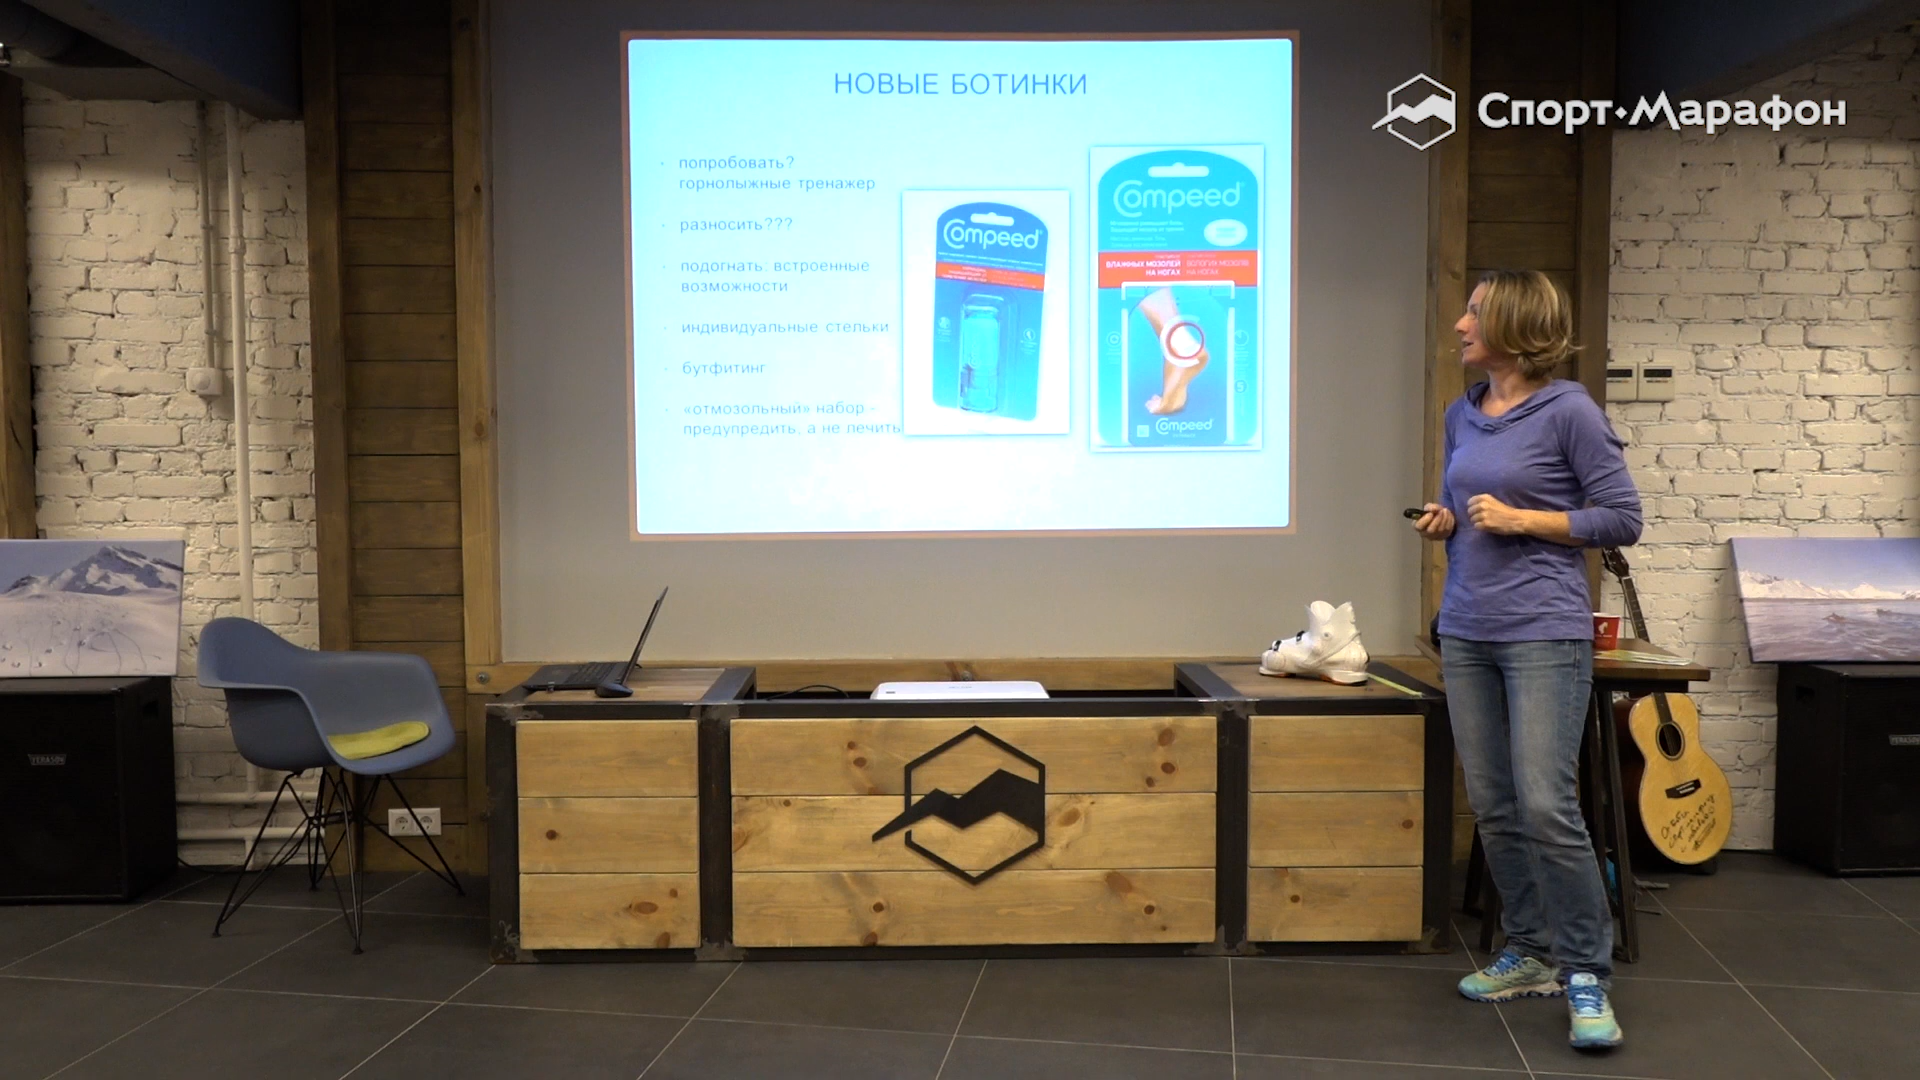 НОВЫЕ БОТИНКИ
Спорт-Марафон
· попробовать?
горнолыжные тренажер
· разносить???
· подогнать: встроенные
возможности
· индивидуальные стельки
· бутфитинг
· «отмозольный» набор -
предупредить, а не лечить
Compeed
Compeed
ВЛАЖНЫХ МОЗОЛЕЙ
НА НОГАХ
Compeed
YERASOV